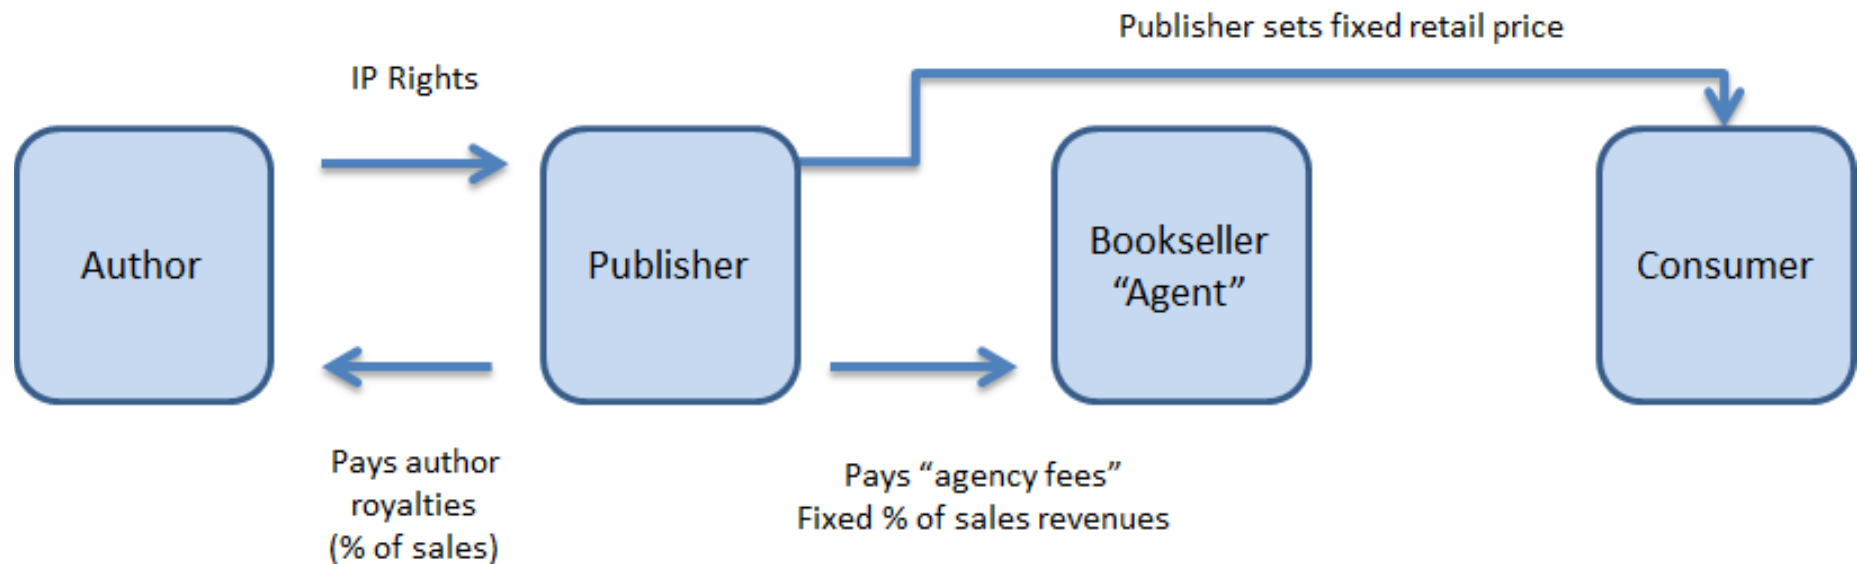 Publisher sets fixed retail price
IP Rights
Author
Publisher
Bookseller
“Agent”
Consumer
Pays author
royalties
(% of sales)
Pays “agency fees”
Fixed % of sales revenues